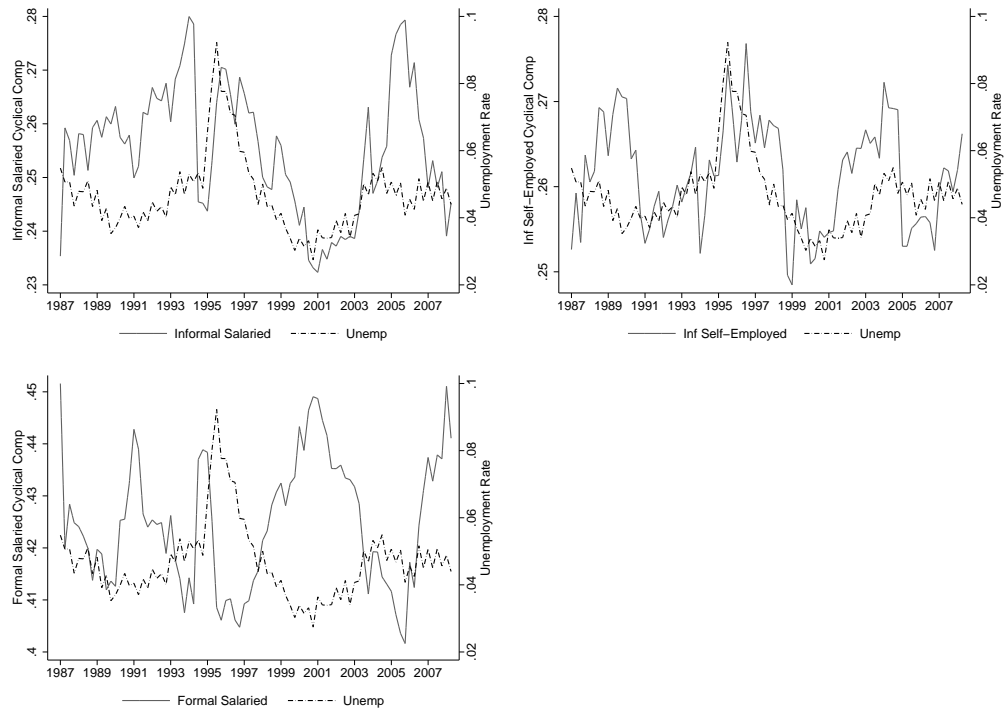 .28
.27
.26
.25
.24
.23
Informal Salaried Cyclical Comp
.1
.08
.06
.04
.02
Unemployment Rate
1987 1989 1991 1993 1995 1997 1999 2001 2003 2005 2007
Informal Salaried Unemp
.28
.27
.26
.25
Inf Self−Employed Cyclical Comp
.1
.08
.06
.04
.02
Unemployment Rate
1987 1989 1991 1993 1995 1997 1999 2001 2003 2005 2007
Inf Self−Employed Unemp
.45
.44
.43
.42
.41
.4
Formal Salaried Cyclical Comp
.1
.08
.06
.04
.02
Unemployment Rate
1987 1989 1991 1993 1995 1997 1999 2001 2003 2005 2007
Formal Salaried Unemp